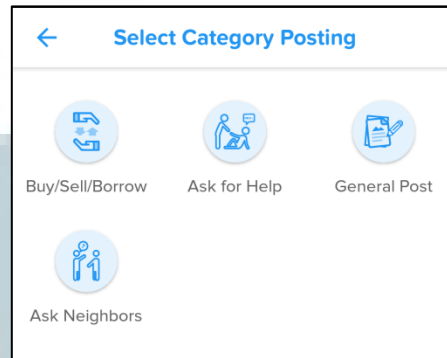 Select Category Posting
Buy/Sell/Borrow Ask for Help General Post
Ask Neighbors